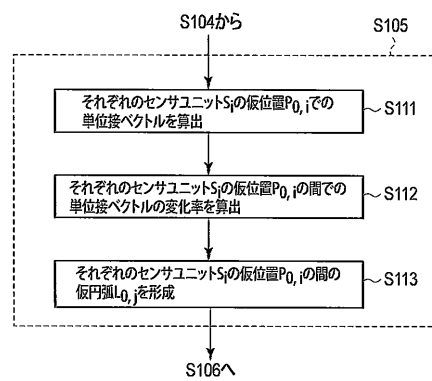 S104から
S105
それぞれのセンサユニットSiの仮位置P0, iでの
単位接ベクトルを算出
S111
それぞれのセンサユニットSiの仮位置P0, iの間での
単位接ベクトルの変化率を算出
S112
それぞれのセンサユニットSiの仮位置P0, iの間の
仮円弧L0, jを形成
S113
S106へ